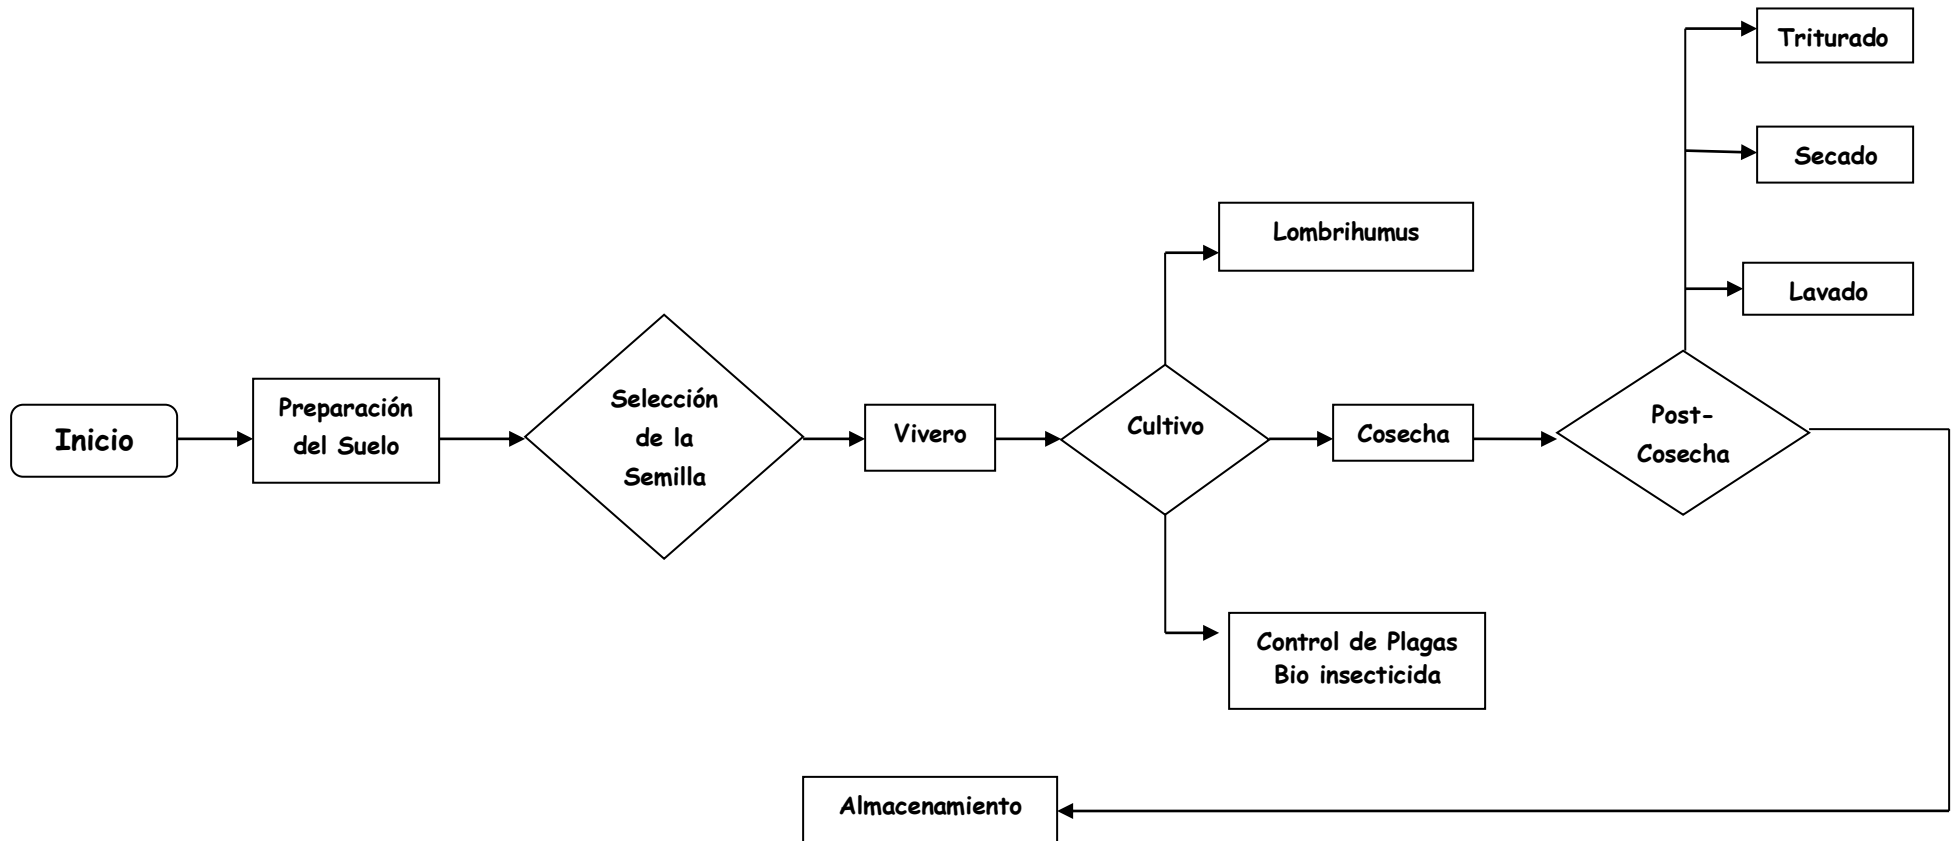 Triturado
Secado
Lombrihumus
Lavado
Inicio
Preparación
del Suelo
Selección
de la
Semilla
Vivero
Cultivo
Cosecha
Post-
Cosecha
Control de Plagas
Bio insecticida
Almacenamiento